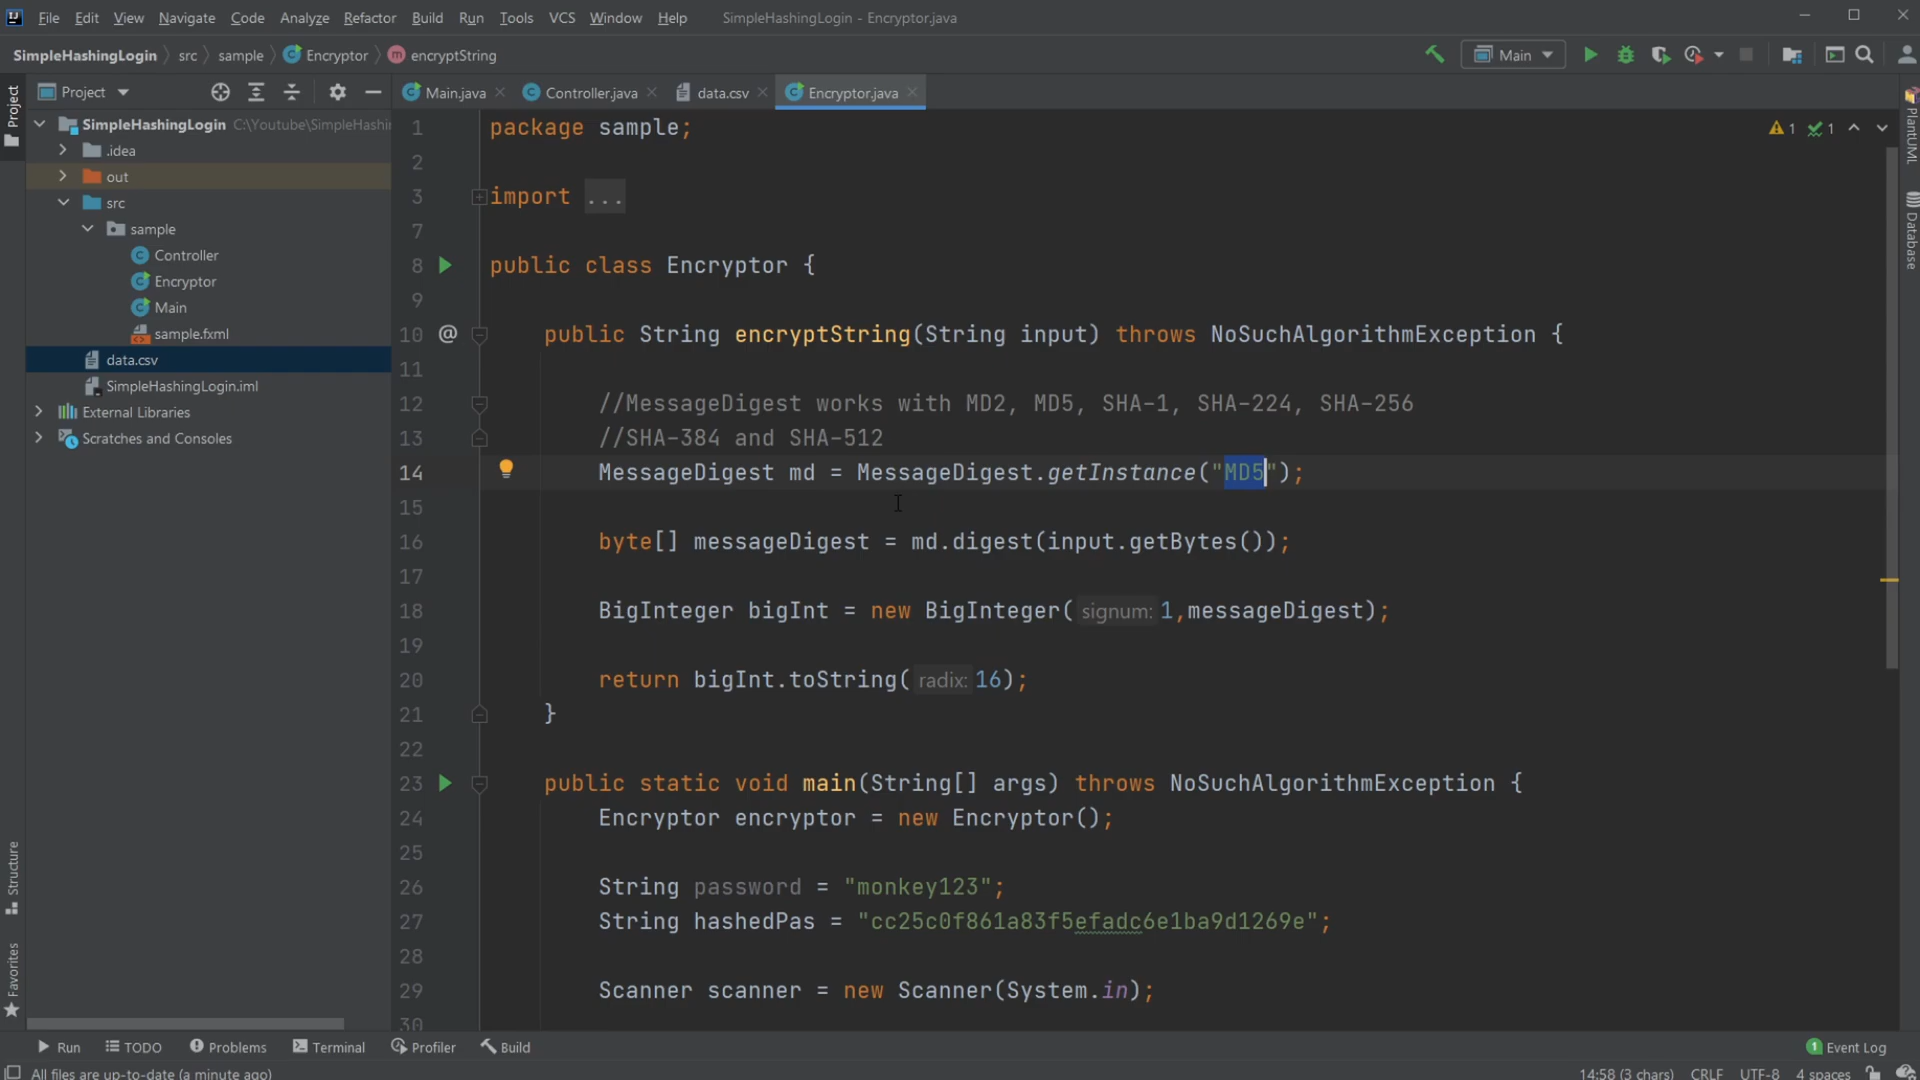 File Edit View Navigate Code Analyze Refactor Build Run Tools VCS Window Help SimpleHashingLogin - Encryptor.java
SimpleHashingLogin src sample Encryptor encryptString Main
Project
Main.java Controller.java data.csv Encryptor.java
SimpleHashingLogin C:\Youtube\SimpleHashin
.idea
out
src
sample
Controller
Encryptor
Main
sample.fxml
data.csv
SimpleHashingLogin.iml
External Libraries
Scratches and Consoles
Project
Structure
Favorites
1 package sample;
2
3 import ...
7
8 public class Encryptor {
9
10 @ public String encryptString(String input) throws NoSuchAlgorithmException {
11
12 //MessageDigest works with MD2, MD5, SHA-1, SHA-224, SHA-256
13 //SHA-384 and SHA-512
14 MessageDigest md = MessageDigest.getInstance("MD5");
15
16 byte[] messageDigest = md.digest(input.getBytes());
17
18 BigInteger bigInt = new BigInteger( signum: 1,messageDigest);
19
20 return bigInt.toString( radix: 16);
21 }
22
23 public static void main(String[] args) throws NoSuchAlgorithmException {
24 Encryptor encryptor = new Encryptor();
25
26 String password = "monkey123";
27 String hashedPas = "cc25c0f861a83f5efadc6e1ba9d1269e";
28
29 Scanner scanner = new Scanner(System.in);
30
1 1
PlantUML
Database
Run TODO Problems Terminal Profiler Build 1 Event Log
All files are up-to-date (a minute ago) 14:58 (3 chars) CRLF UTF-8 4 spaces